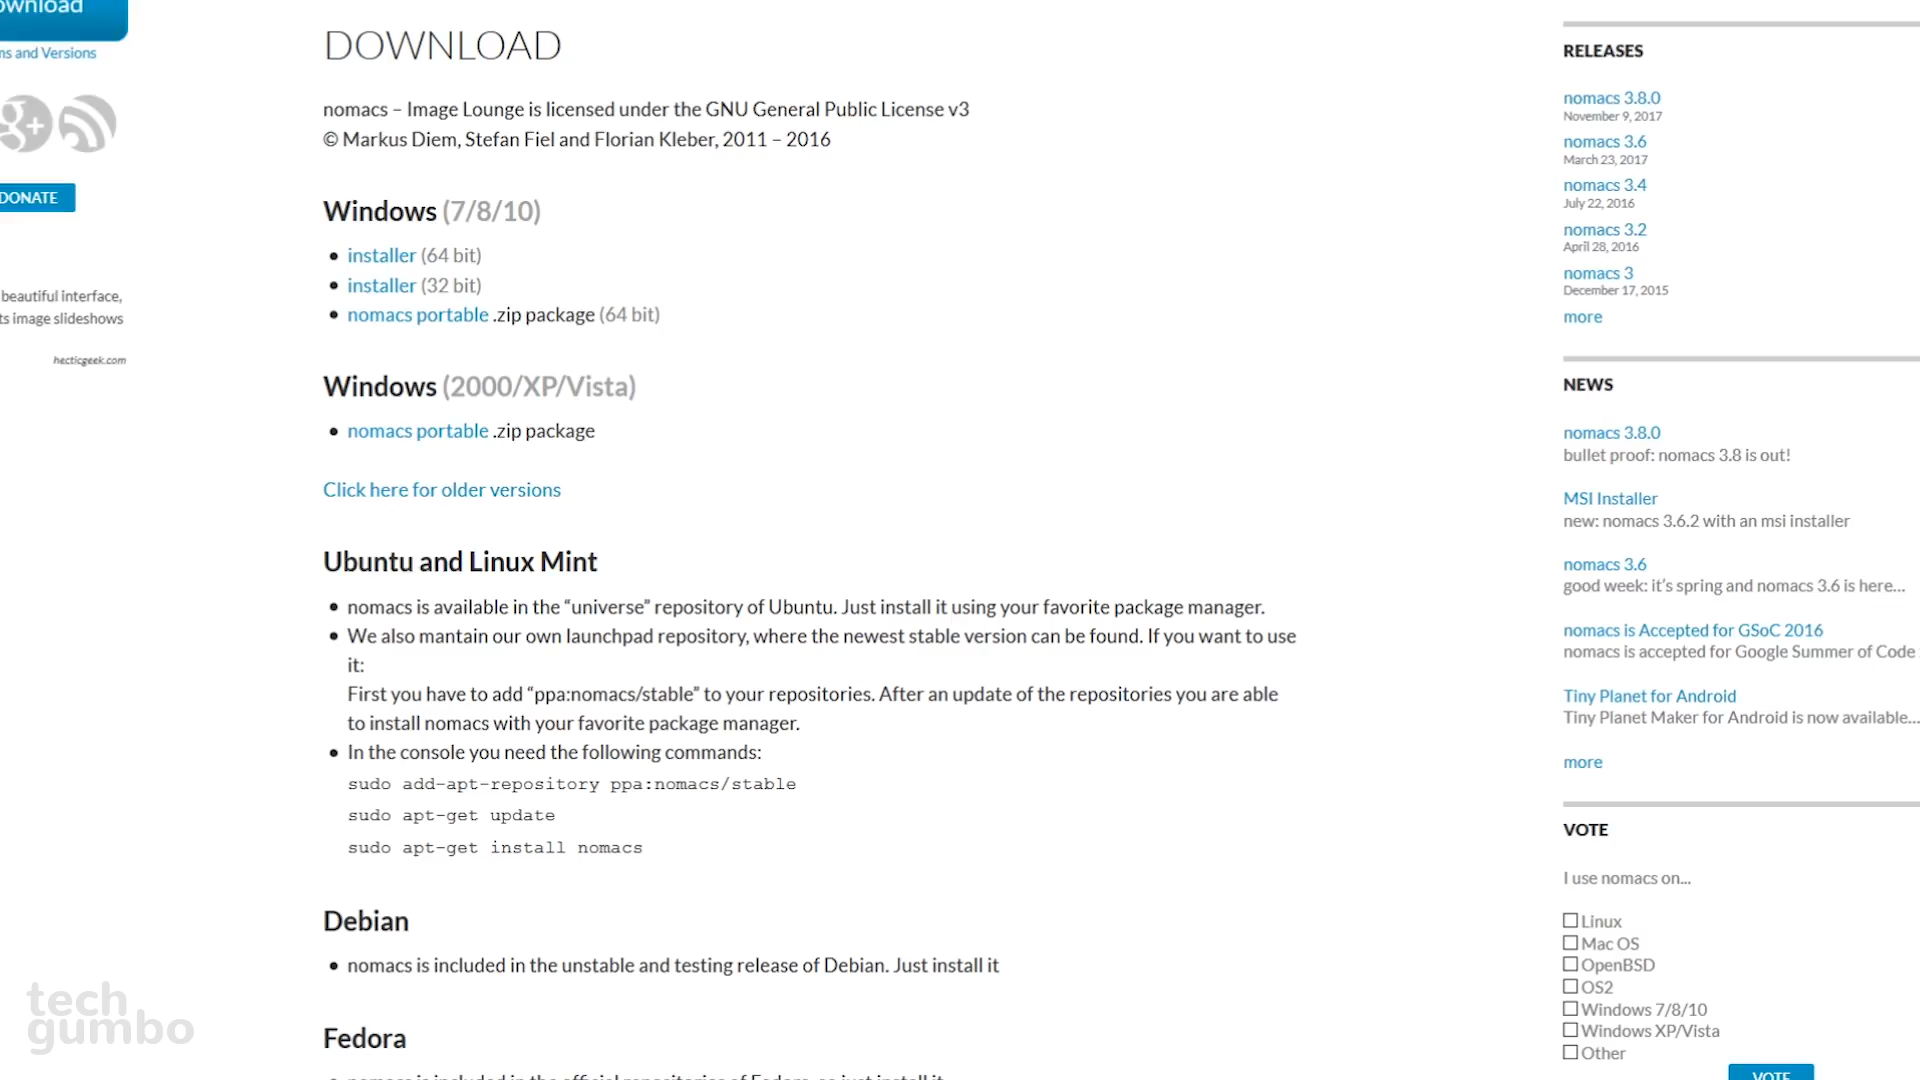 ownload
ms and Versions
g+
DONATE
beautiful interface,
ts image slideshows
hecticgeek.com
DOWNLOAD
nomacs – Image Lounge is licensed under the GNU General Public License v3
© Markus Diem, Stefan Fiel and Florian Kleber, 2011 – 2016
Windows (7/8/10)
installer (64 bit)
installer (32 bit)
nomacs portable .zip package (64 bit)
Windows (2000/XP/Vista)
nomacs portable .zip package
Click here for older versions
Ubuntu and Linux Mint
nomacs is available in the “universe” repository of Ubuntu. Just install it using your favorite package manager.
We also mantain our own launchpad repository, where the newest stable version can be found. If you want to use
it:
First you have to add “ppa:nomacs/stable” to your repositories. After an update of the repositories you are able
to install nomacs with your favorite package manager.
In the console you need the following commands:
sudo add-apt-repository ppa:nomacs/stable
sudo apt-get update
sudo apt-get install nomacs
Debian
nomacs is included in the unstable and testing release of Debian. Just install it
Fedora
nomacs is included in the official repositories of Fedora, so just install it
RELEASES
nomacs 3.8.0
November 9, 2017
nomacs 3.6
March 23, 2017
nomacs 3.4
July 22, 2016
nomacs 3.2
April 28, 2016
nomacs 3
December 17, 2015
more
NEWS
nomacs 3.8.0
bullet proof: nomacs 3.8 is out!
MSI Installer
new: nomacs 3.6.2 with an msi installer
nomacs 3.6
good week: it’s spring and nomacs 3.6 is here...
nomacs is Accepted for GSoC 2016
nomacs is accepted for Google Summer of Code
Tiny Planet for Android
Tiny Planet Maker for Android is now available...
more
VOTE
I use nomacs on...
Linux
Mac OS
OpenBSD
OS2
Windows 7/8/10
Windows XP/Vista
Other
VOTE
tech
gumbo